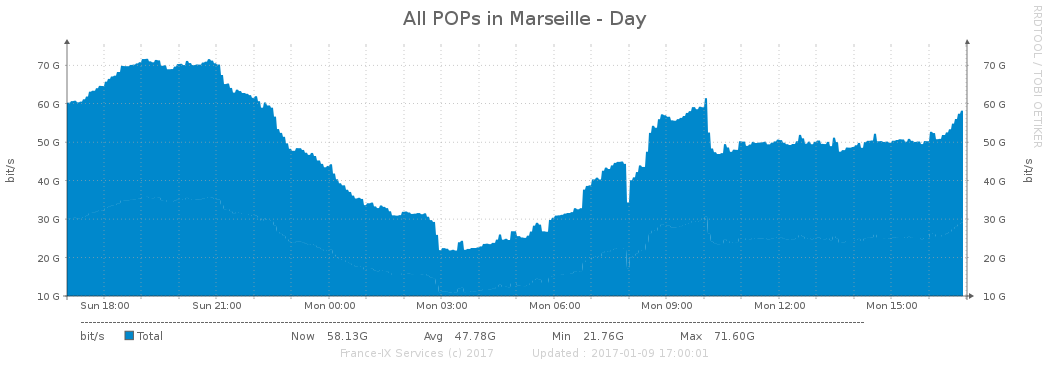 All POPs in Marseille - Day
RRDTOOL / TOBI OETIKER
bit/s
70 G 70 G
60 G 60 G
50 G 50 G
40 G 40 G
30 G 30 G
20 G 20 G
10 G 10 G
bit/s
Sun 18:00 Sun 21:00 Mon 00:00 Mon 03:00 Mon 06:00 Mon 09:00 Mon 12:00 Mon 15:00
bit/s Total Now 58.13G Avg 47.78G Min 21.76G Max 71.60G
France-IX Services (c) 2017 Updated : 2017-01-09 17:00:01